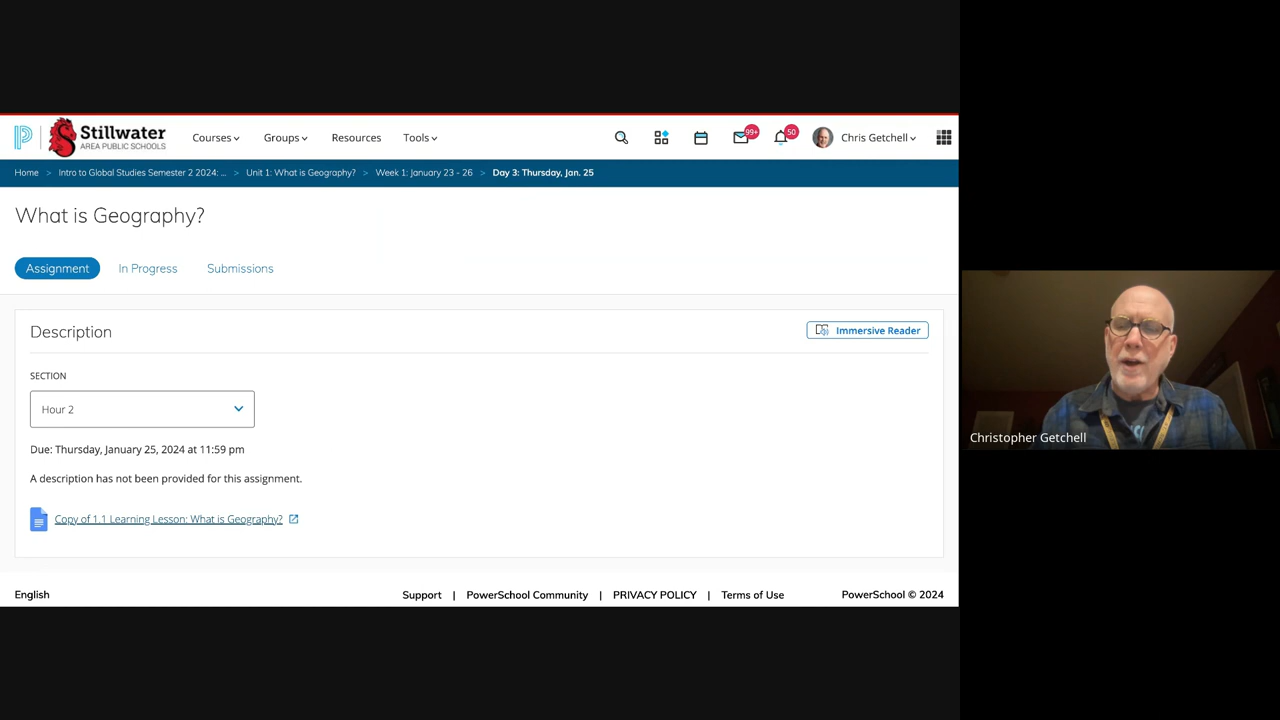 Stillwater
AREA PUBLIC SCHOOLS
Courses Groups Resources Tools 99+ 50 Chris Getchell
Home > Intro to Global Studies Semester 2 2024: ... > Unit 1: What is Geography? > Week 1: January 23 - 26 > Day 3: Thursday, Jan. 25
What is Geography?
Assignment In Progress Submissions
Description Immersive Reader
SECTION
Hour 2
Due: Thursday, January 25, 2024 at 11:59 pm
A description has not been provided for this assignment.
Copy of 1.1 Learning Lesson: What is Geography?
English Support | PowerSchool Community | PRIVACY POLICY | Terms of Use PowerSchool © 2024
Christopher Getchell